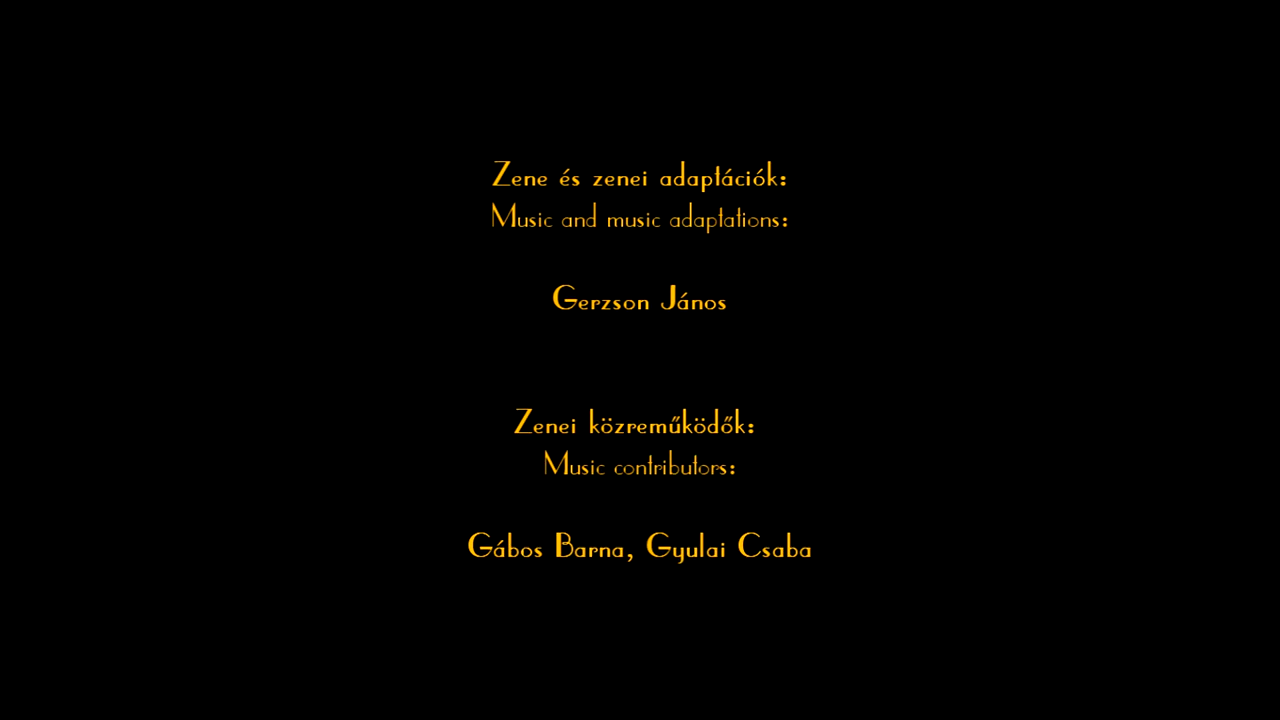 Zene és zenei adaptációk:
Music and music adaptations:
Gerzson János
Zenei közreműködők:
Music contributors:
Gábos Barna, Gyulai Csaba